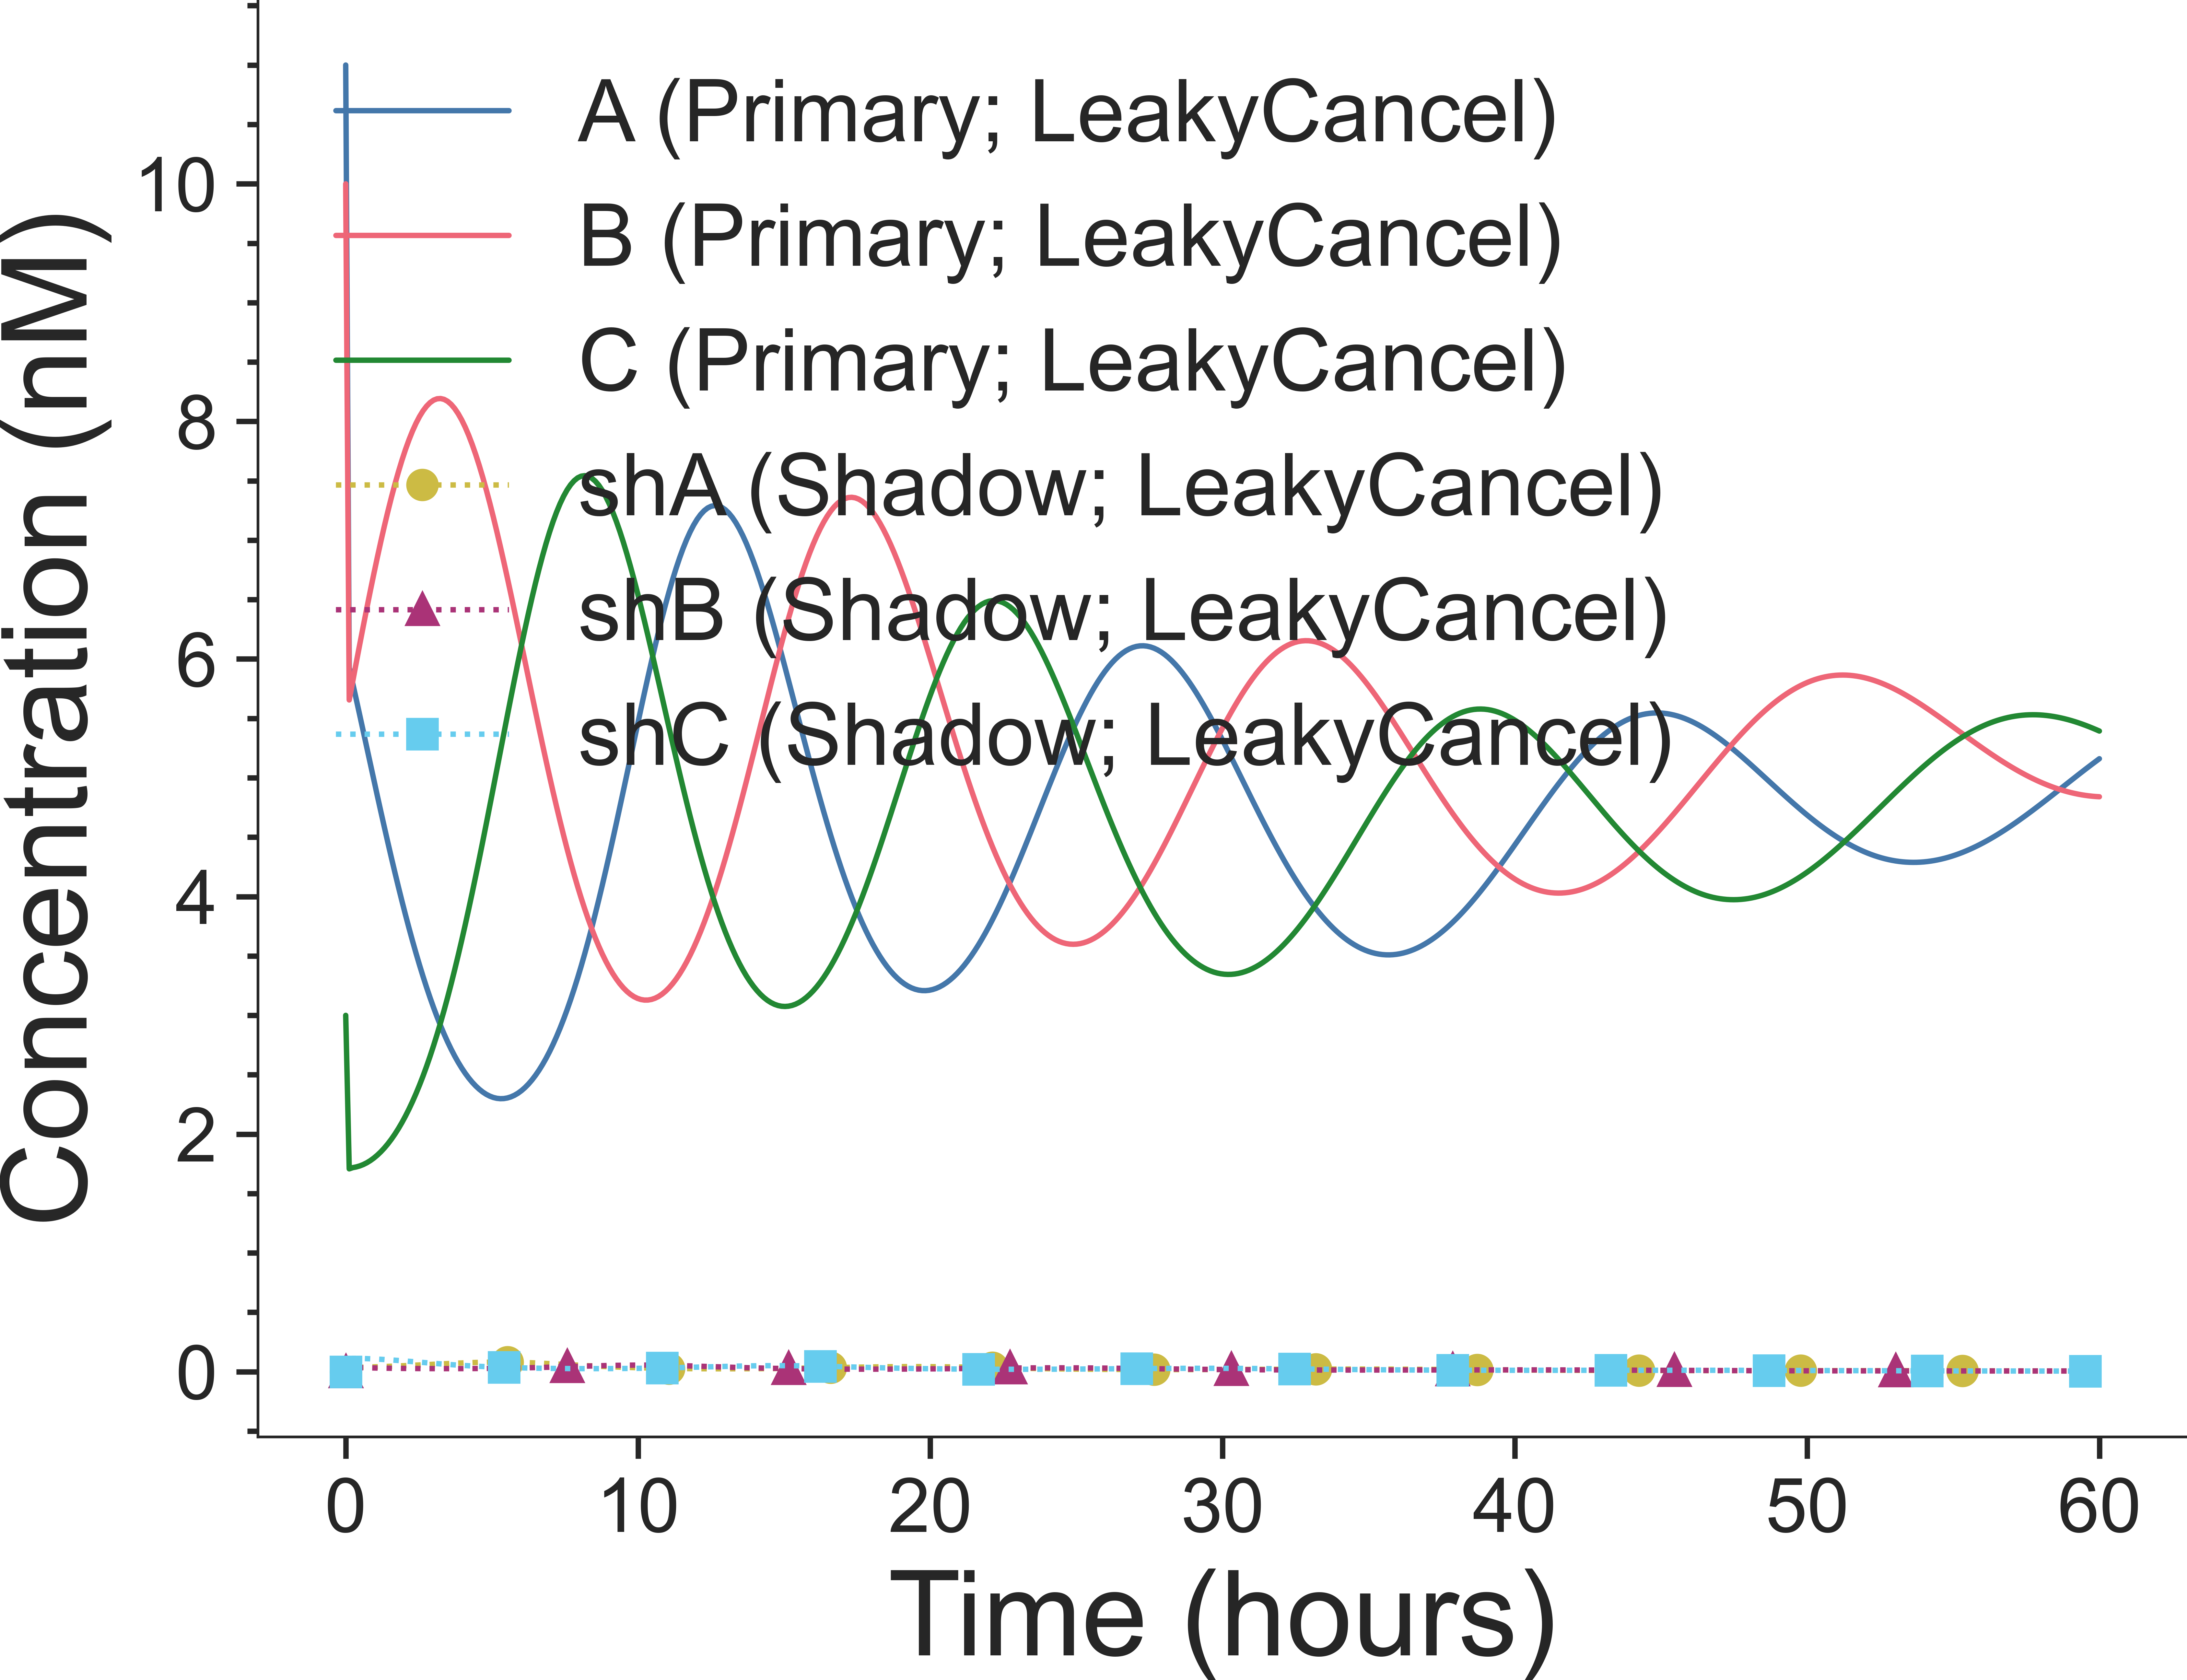 Concentration (nM)
10
8
6
4
2
0
A (Primary; LeakyCancel)
B (Primary; LeakyCancel)
C (Primary; LeakyCancel)
shA (Shadow; LeakyCancel)
shB (Shadow; LeakyCancel)
shC (Shadow; LeakyCancel)
0 10 20 30 40 50 60
Time (hours)